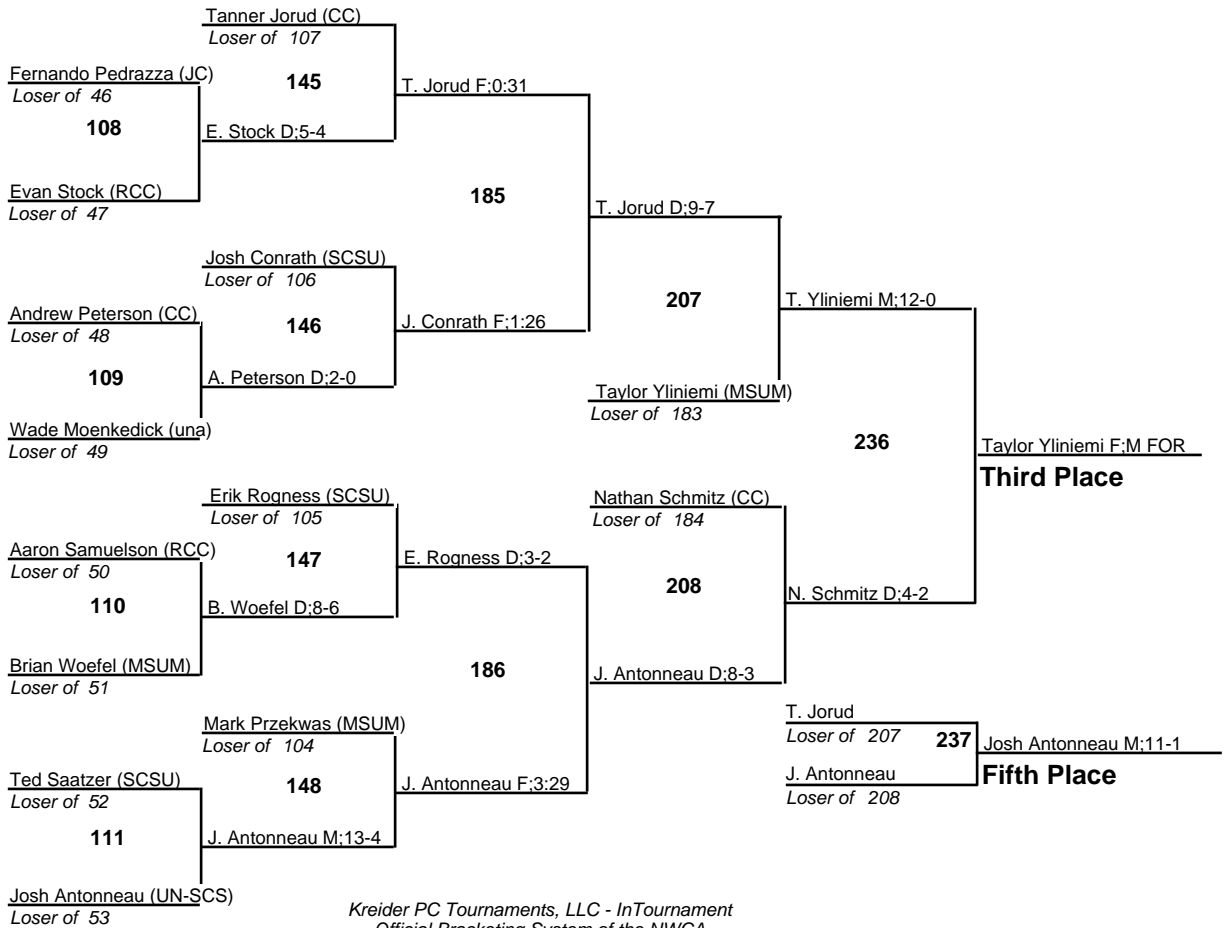 Tanner Jorud (CC)
Loser of 107
Fernando Pedrazza (JC)
Loser of 46
145
T. Jorud F;0:31
108
E. Stock D;5-4
Evan Stock (RCC)
Loser of 47
185
T. Jorud D;9-7
Josh Conrath (SCSU)
Loser of 106
Andrew Peterson (CC)
Loser of 48
146
J. Conrath F;1:26
207
T. Yliniemi M;12-0
109
A. Peterson D;2-0
Taylor Yliniemi (MSUM)
Loser of 183
Wade Moenkedick (una)
Loser of 49
236
Taylor Yliniemi F;M FOR
Third Place
Erik Rogness (SCSU)
Loser of 105
Nathan Schmitz (CC)
Loser of 184
Aaron Samuelson (RCC)
Loser of 50
147
E. Rogness D;3-2
208
N. Schmitz D;4-2
110
B. Woefel D;8-6
Brian Woefel (MSUM)
Loser of 51
186
J. Antonneau D;8-3
Mark Przekwas (MSUM)
Loser of 104
T. Jorud
Loser of 207
237
Josh Antonneau M;11-1
Fifth Place
Ted Saatzer (SCSU)
Loser of 52
148
J. Antonneau F;3:29
J. Antonneau
Loser of 208
111
J. Antonneau M;13-4
Josh Antonneau (UN-SCS)
Loser of 53
Kreider PC Tournaments, LLC - InTournament
Official Bracketing System of the NWCA